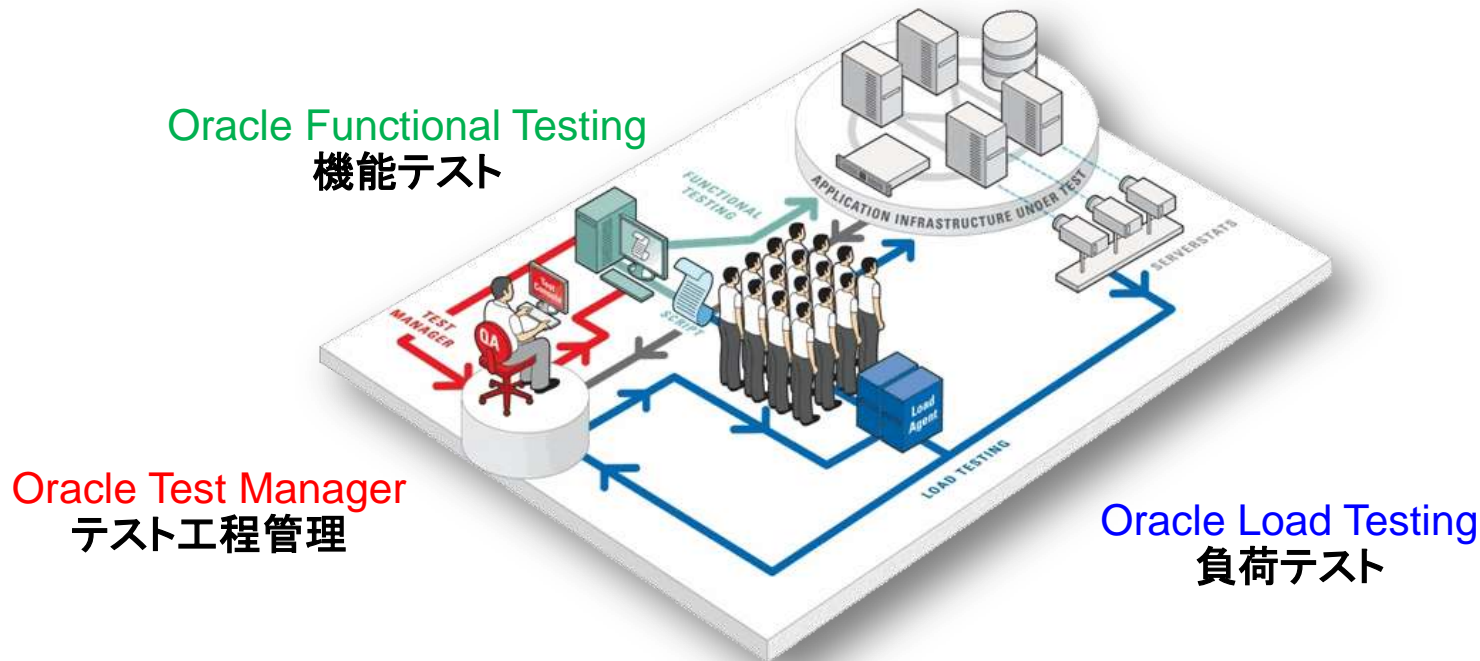 Oracle Functional Testing
機能テスト
FUNCTIONAL
TESTING
APPLICATION INFRASTRUCTURE UNDER TEST
SERVERSTATS
Test
Console
TEST
MANAGER
QA
SCRIPT
Load
Agent
LOAD TESTING
Oracle Test Manager
テスト工程管理
Oracle Load Testing
負荷テスト